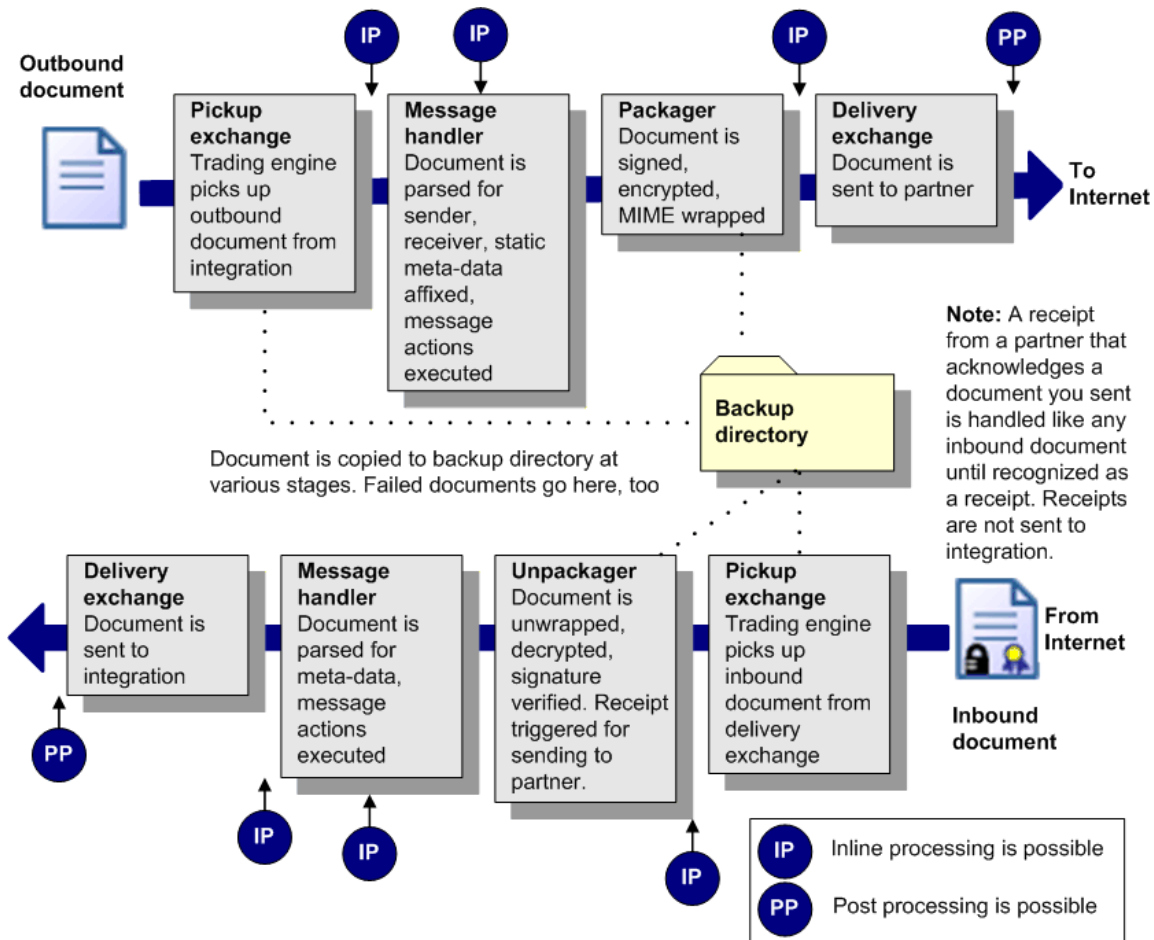 IP
IP
IP
PP
Outbound
document
Pickup
exchange
Trading engine
picks up
outbound
document from
integration
Message
handler
Document is
parsed for
sender,
receiver, static
meta-data
affixed,
message
actions
executed
Packager
Document is
signed,
encrypted,
MIME wrapped
Delivery
exchange
Document is
sent to partner
To
Internet
Note: A receipt
from a partner that
acknowledges a
document you sent
is handled like any
inbound document
until recognized as
a receipt. Receipts
are not sent to
integration.
Backup
directory
Document is copied to backup directory at
various stages. Failed documents go here, too
Delivery
exchange
Document is
sent to
integration
Message
handler
Document is
parsed for
meta-data,
message
actions
executed
Unpackager
Document is
unwrapped,
decrypted,
signature
verified. Receipt
triggered for
sending to
partner.
Pickup
exchange
Trading engine
picks up
inbound
document from
delivery
exchange
From
Internet
Inbound
document
PP
IP
IP
IP
IP Inline processing is possible
PP Post processing is possible